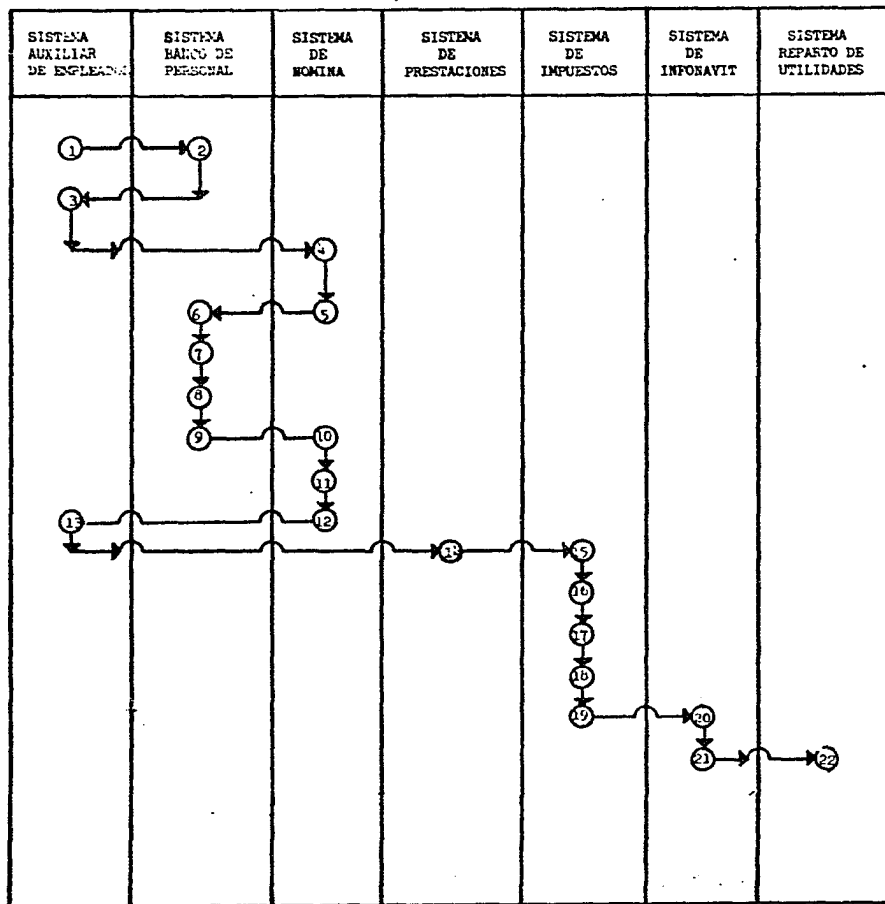 SISTEMA
AUXILIAR
DE EMPLEADOS
SISTEMA
BANCO DE
PERSONAL
SISTEMA
DE
NOMINA
SISTEMA
DE
PRESTACIONES
SISTEMA
DE
IMPUESTOS
SISTEMA
DE
INFONAVIT
SISTEMA
REPARTO DE
UTILIDADES
1
2
3
4
5
6
7
8
9
10
11
12
13
14
15
16
17
18
19
20
21
22